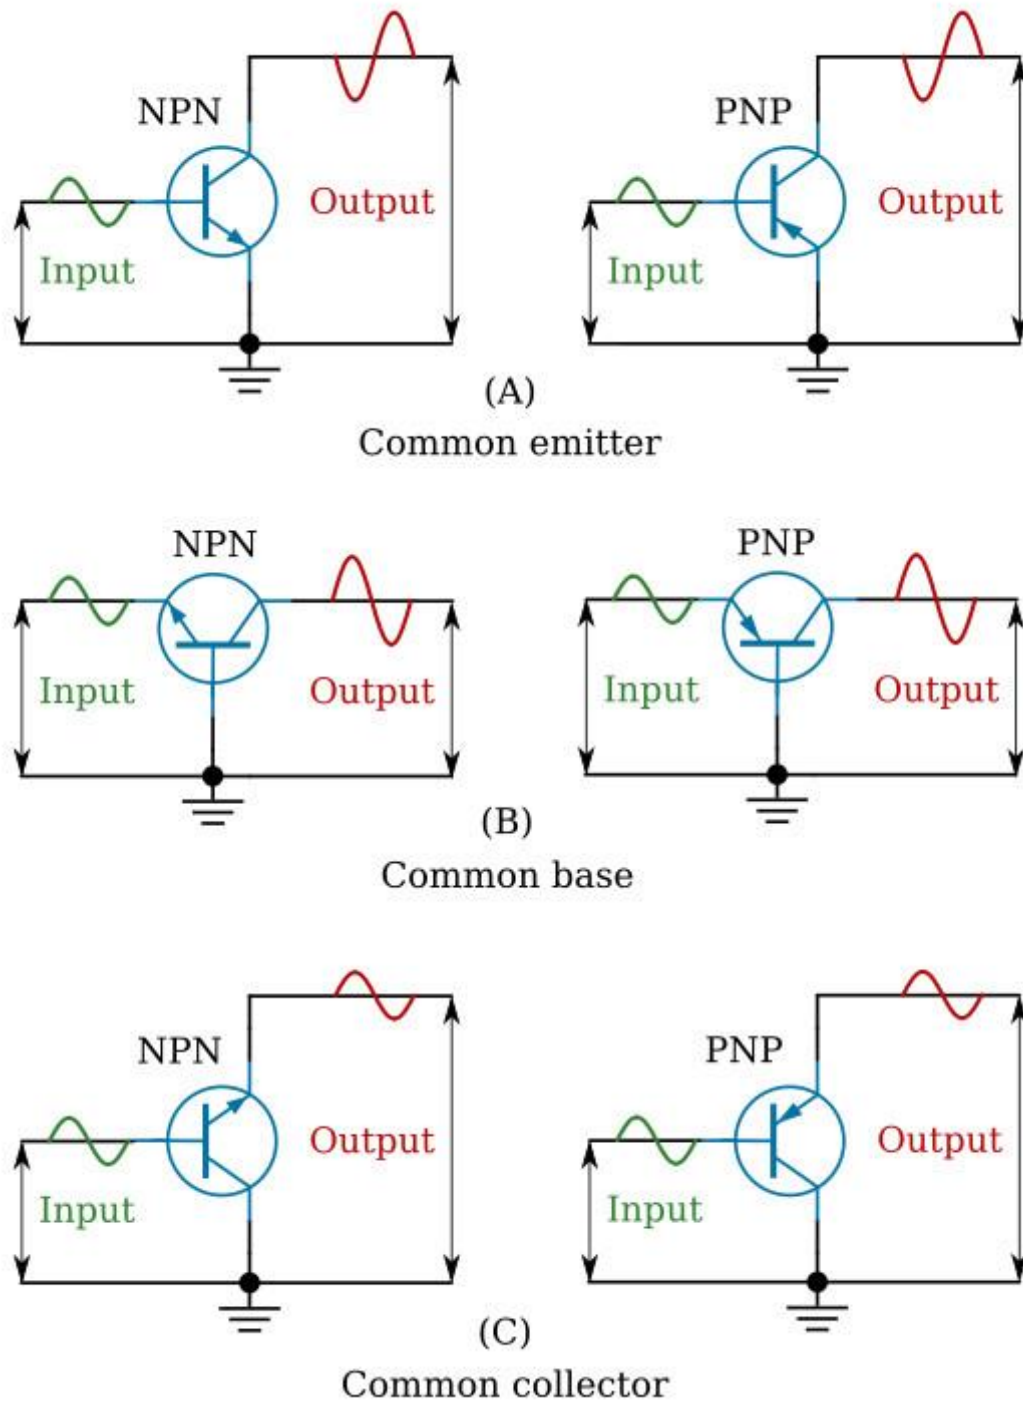 NPN
PNP
Output
Output
Input
Input
(A)
Common emitter
NPN
PNP
Input
Output
Input
Output
(B)
Common base
NPN
PNP
Output
Output
Input
Input
(C)
Common collector